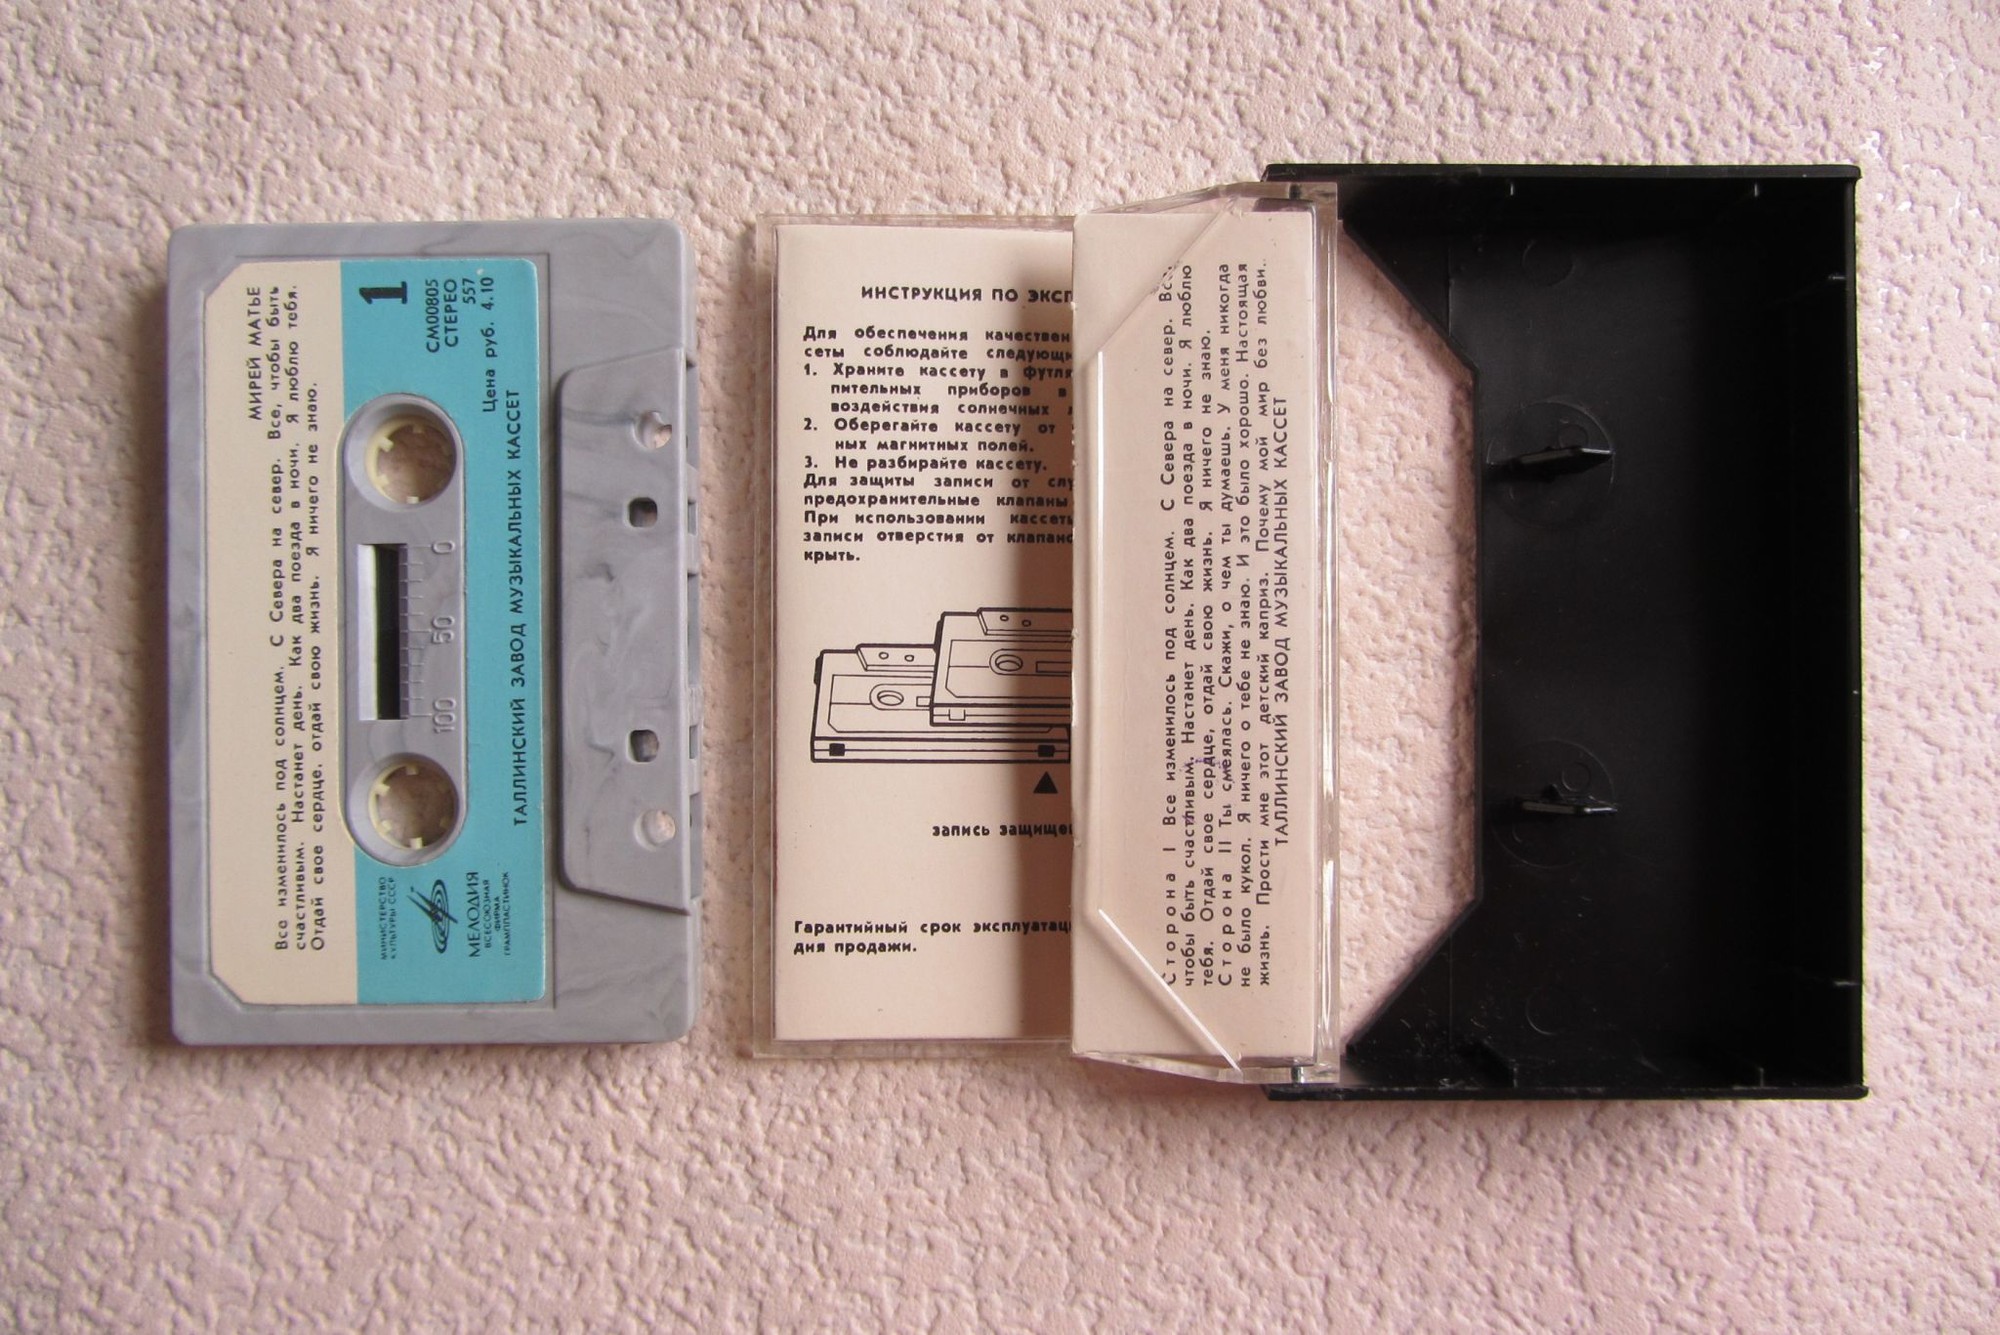 МИРЕЙ МАТЬЕ
Все изменилось под солнцем. С Севера на север. Все, чтобы быть
счастливым. Настанет день. Как два поезда в ночи. Я люблю тебя.
Отдай свое сердце, отдай свою жизнь. Я ничего не знаю.
1
СМ00805
СТЕРЕО
557
Цена руб. 4.10
0
50
100
МИНИСТЕРСТВО
КУЛЬТУРЫ СССР
МЕЛОДИЯ
ВСЕСОЮЗНАЯ
ФИРМА
ГРАМПЛАСТИНОК
ТАЛЛИНСКИЙ ЗАВОД МУЗЫКАЛЬНЫХ КАССЕТ
ИНСТРУКЦИЯ ПО ЭКСП
Для обеспечения качествен
сеты соблюдайте следующи
1. Храните кассету в футля
пительных приборов в
воздействия солнечных
2. Оберегайте кассету от
ных магнитных полей.
3. Не разбирайте кассету.
Для защиты записи от слу
предохранительные клапаны
При использовании кассеты
записи отверстия от клапано
крыть.
запись защищен
Гарантийный срок эксплуатац
дня продажи.
Сторона I Все изменилось под солнцем. С Севера на север. Все,
чтобы быть счастливым. Настанет день. Как два поезда в ночи. Я люблю
тебя. Отдай свое сердце, отдай свою жизнь. Я ничего не знаю.
Сторона II Ты смеялась. Скажи, о чем ты думаешь. У меня никогда
не было кукол. Я ничего о тебе не знаю. И это было хорошо. Настоящая
жизнь. Прости мне этот детский каприз. Почему мой мир без любви.
ТАЛЛИНСКИЙ ЗАВОД МУЗЫКАЛЬНЫХ КАССЕТ